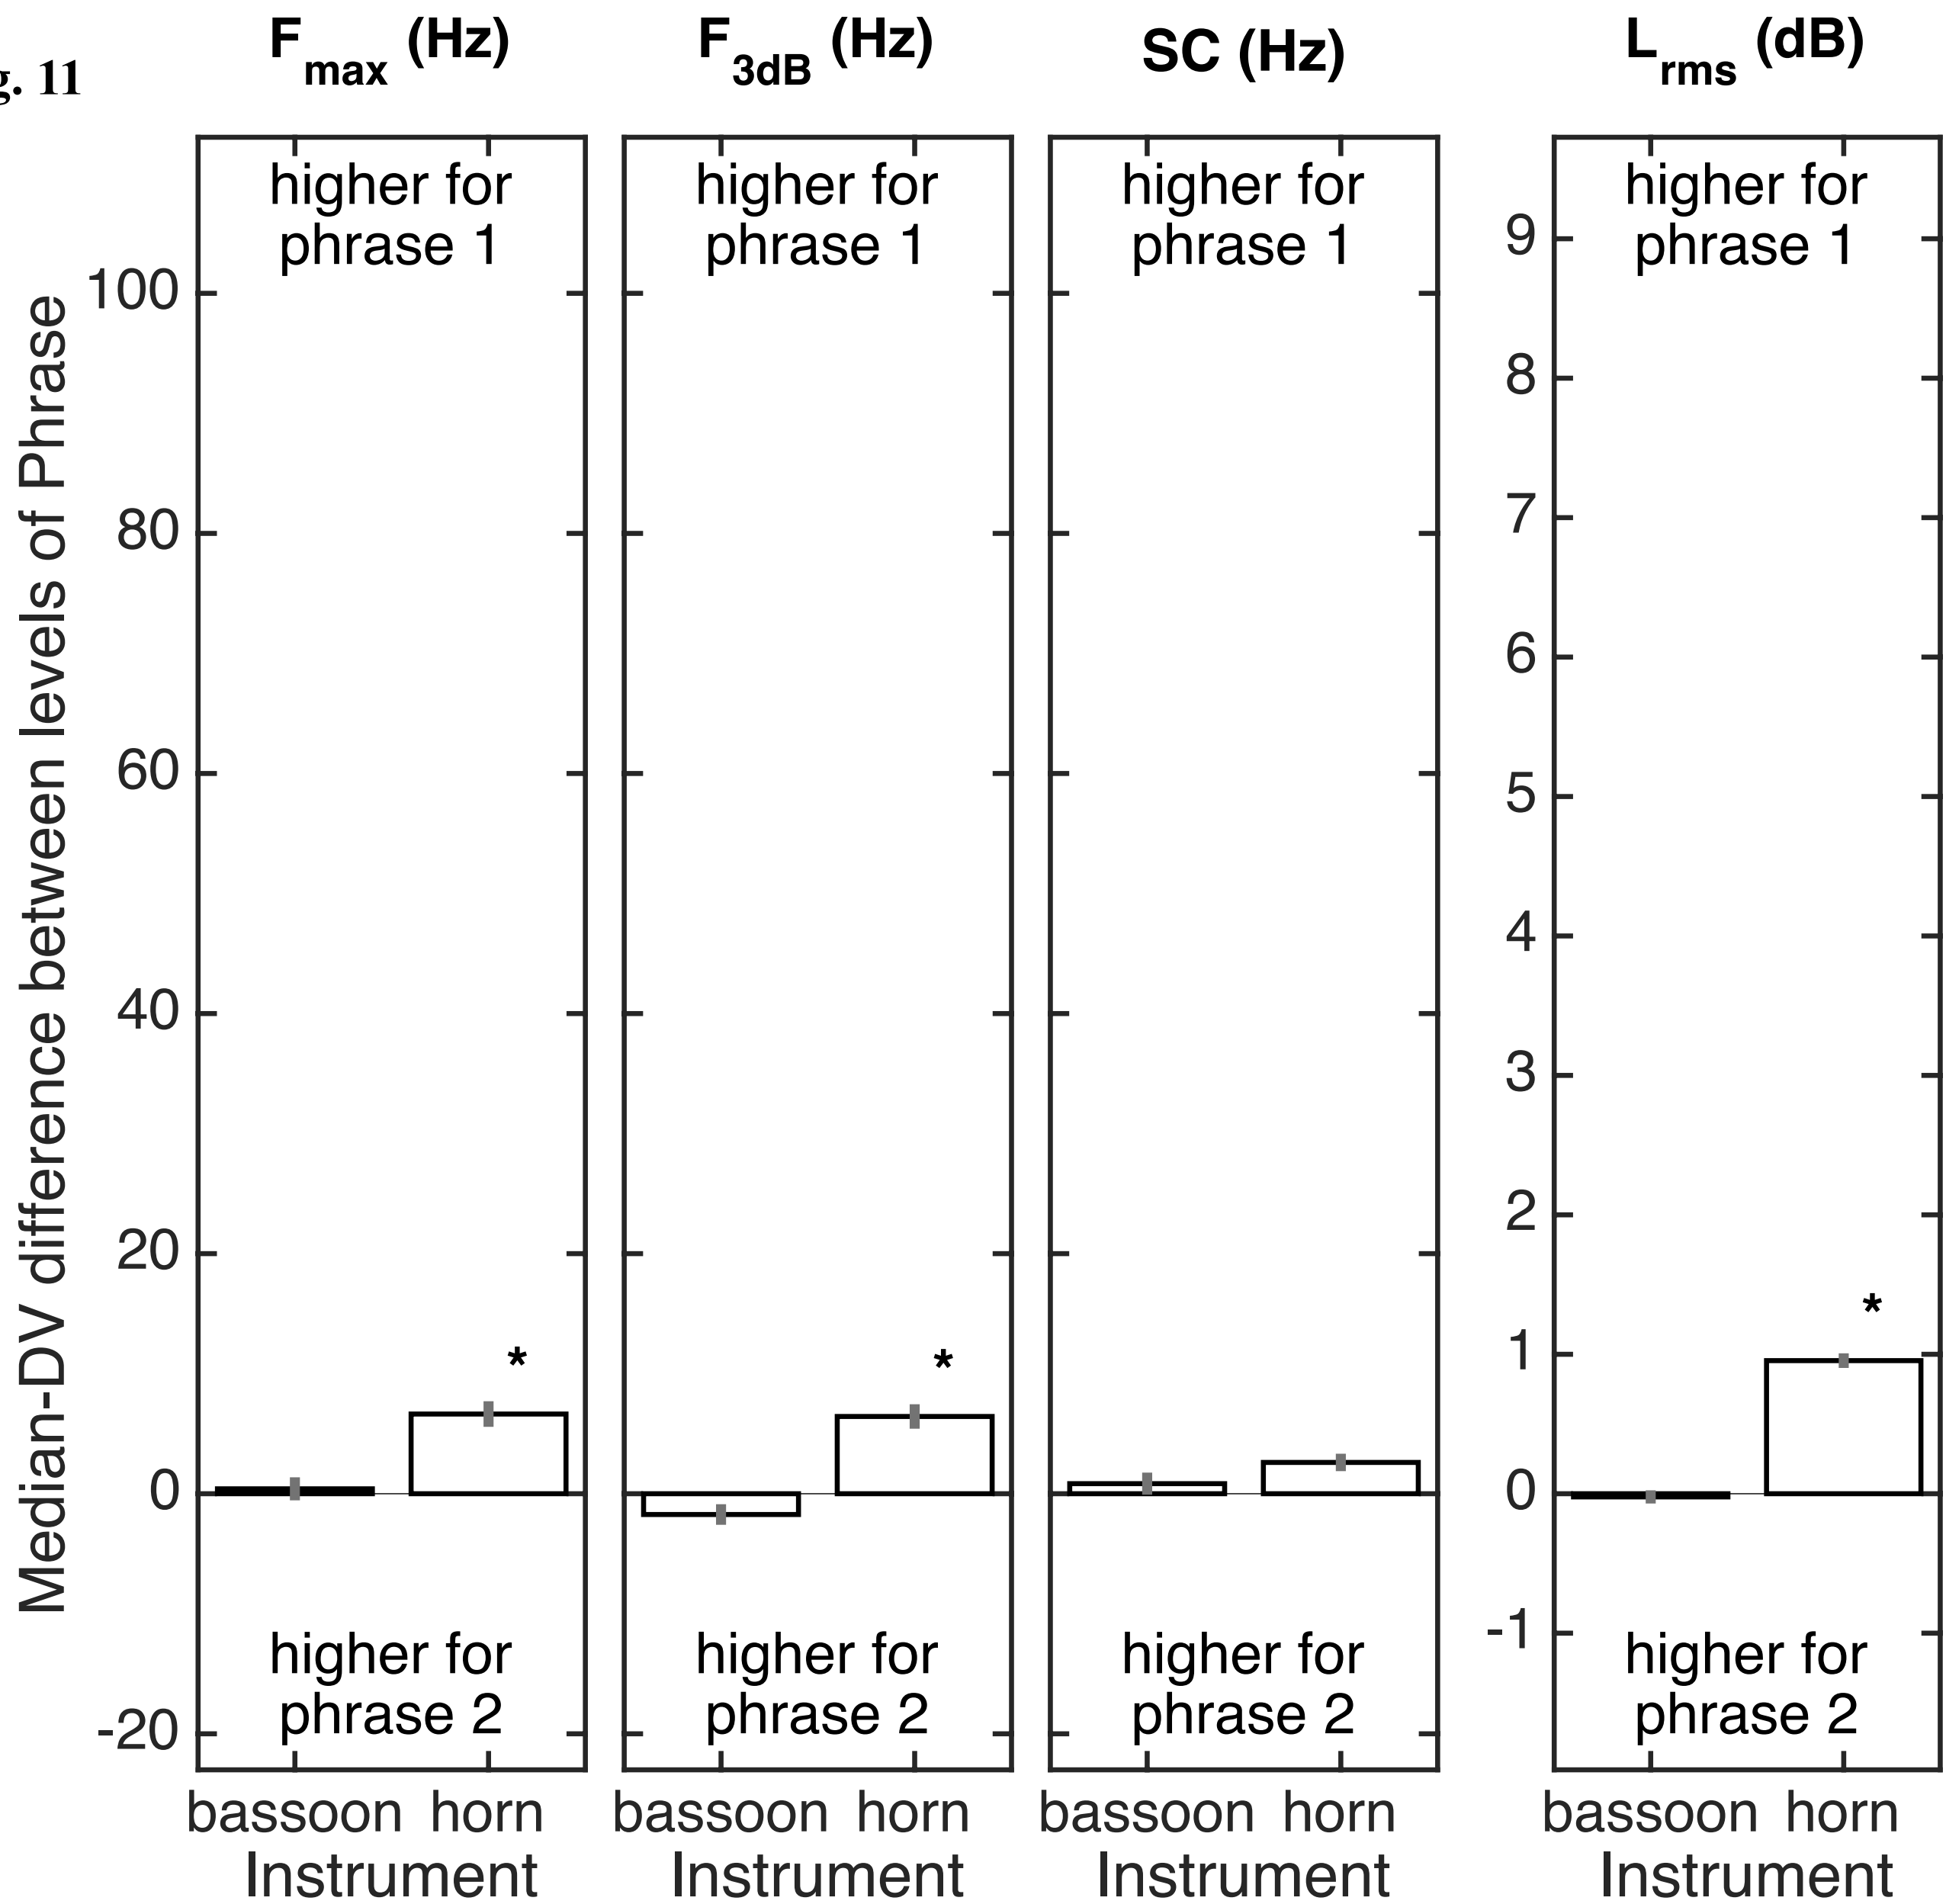 g. 11
F max (Hz)
F 3dB (Hz)
SC (Hz)
L rms (dB)
Median-DV difference between levels of Phrase
higher for
phrase 1
100
80
60
40
20
0
-20
*
higher for
phrase 2
bassoon horn
Instrument
higher for
phrase 1
*
higher for
phrase 2
bassoon horn
Instrument
higher for
phrase 1
higher for
phrase 2
bassoon horn
Instrument
higher for
phrase 1
9
8
7
6
5
4
3
2
1
0
-1
*
higher for
phrase 2
bassoon horn
Instrument